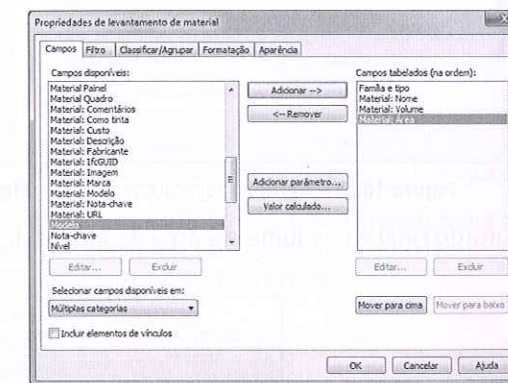 Propriedades de levantamento de material
Campos Filtro Classificar/Agrupar Formatação Aparência
Campos disponíveis:
Material Painel
Material Quadro
Material: Comentários
Material: Como tinta
Material: Custo
Material: Descrição
Material: Fabricante
Material: IfcGUID
Material: Imagem
Material: Marca
Material: Modelo
Material: Nota-chave
Material: URL
Modelo
Nota-chave
Nível
Editar... Excluir
Selecionar campos disponíveis em:
Múltiplas categorias
Incluir elementos de vínculos
Adicionar -->
<-- Remover
Adicionar parâmetro...
Valor calculado...
Campos tabelados (na ordem):
Família e tipo
Material: Nome
Material: Volume
Material: Área
Editar... Excluir
Mover para cima Mover para baixo
OK Cancelar Ajuda